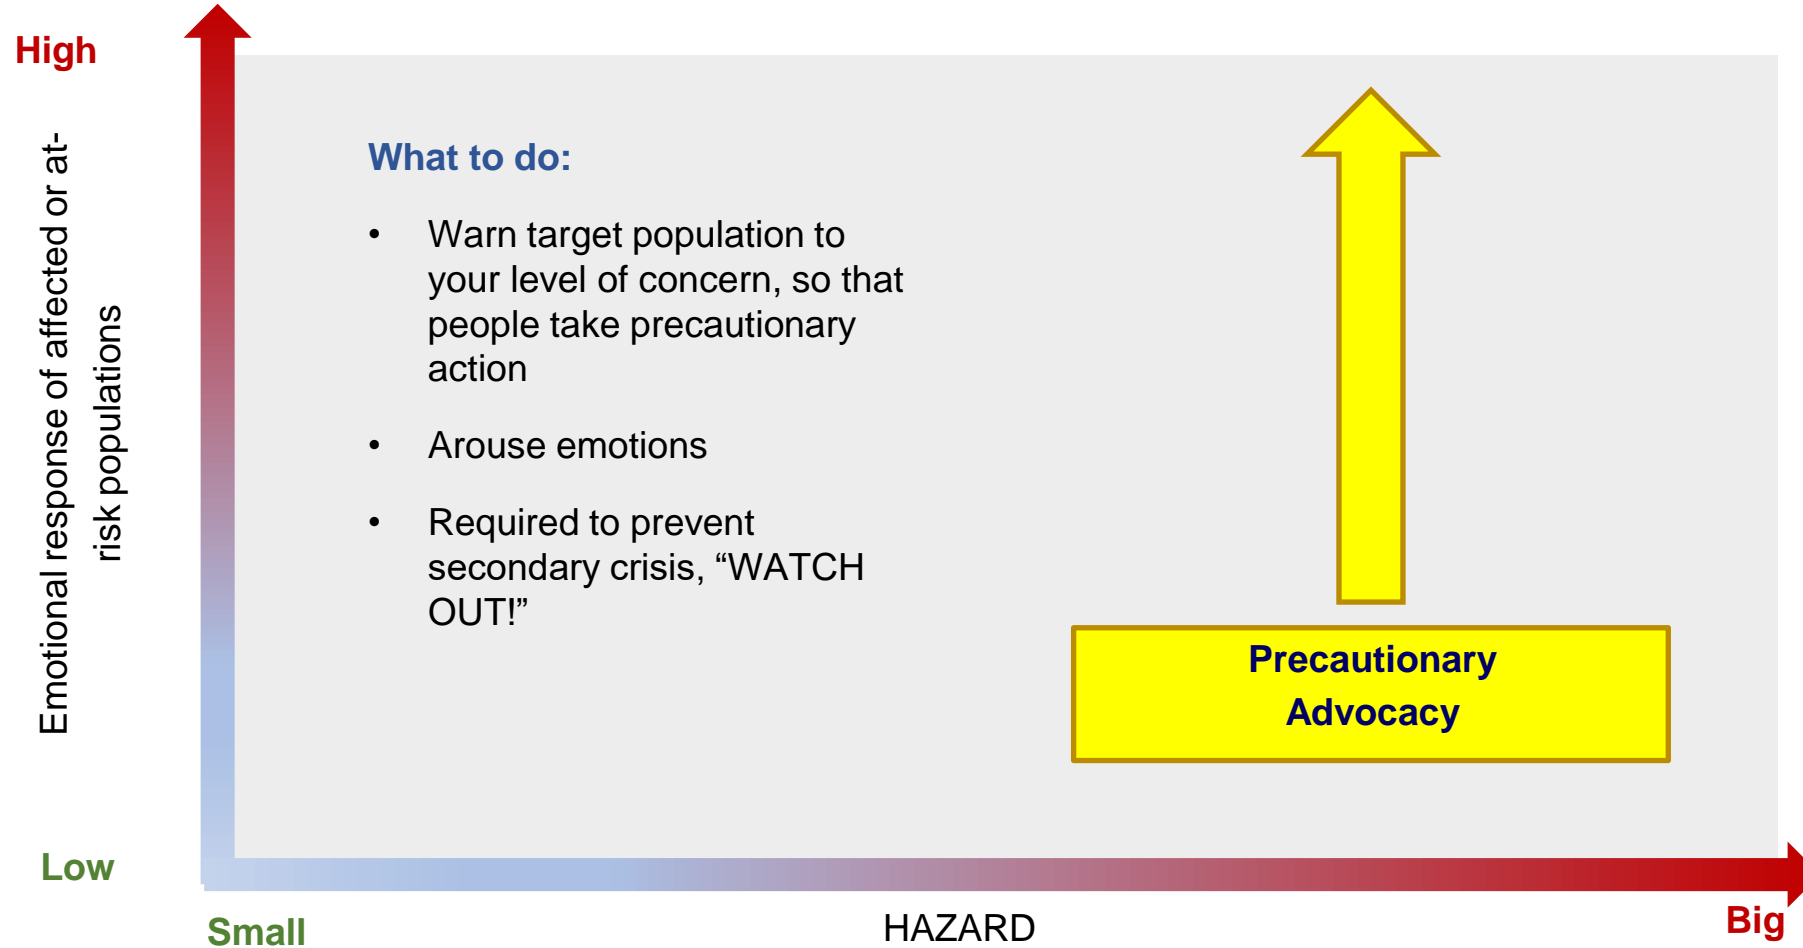 High
Emotional response of affected or at-
risk populations
What to do:
• Warn target population to
your level of concern, so that
people take precautionary
action
• Arouse emotions
• Required to prevent
secondary crisis, “WATCH
OUT!”
Precautionary
Advocacy
Low
Small
HAZARD
Big